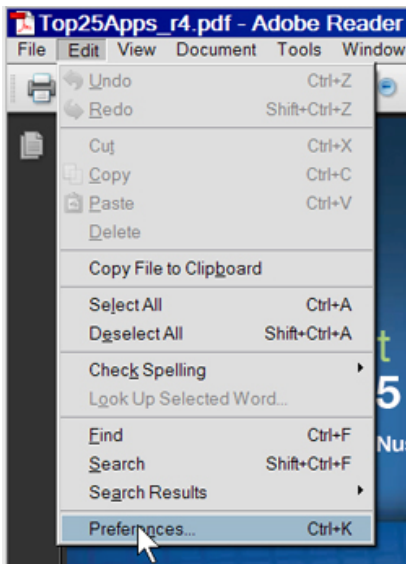 Top25Apps_r4.pdf - Adobe Reader
File Edit View Document Tools Window
Undo Ctrl+Z
Redo Shift+Ctrl+Z
Cut Ctrl+X
Copy Ctrl+C
Paste Ctrl+V
Delete
Copy File to Clipboard
Select All Ctrl+A
Deselect All Shift+Ctrl+A
Check Spelling
t
Look Up Selected Word...
5
Find Ctrl+F
Nu
Search Shift+Ctrl+F
Search Results
Preferences... Ctrl+K